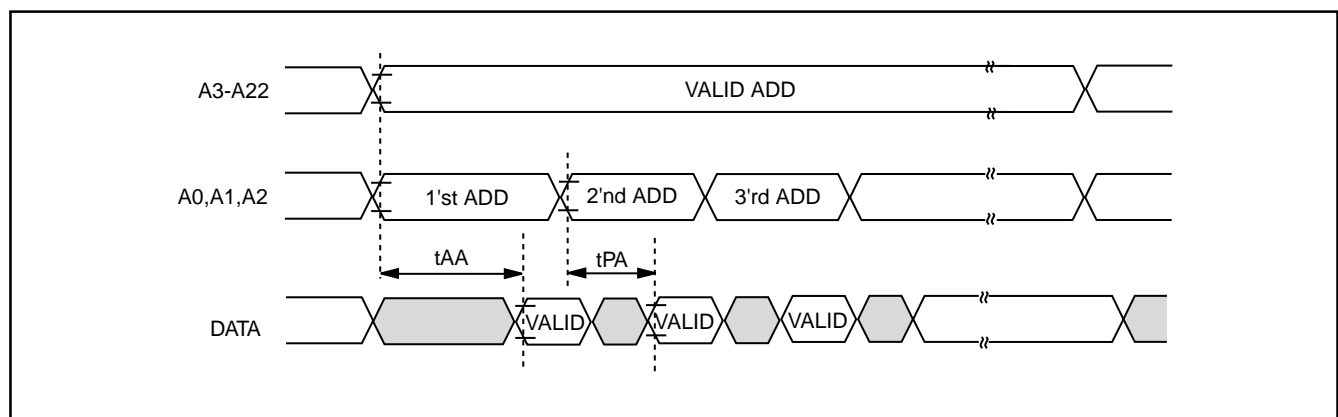 A3-A22
VALID ADD
A0,A1,A2
1'st ADD
2'nd ADD
3'rd ADD
tAA
tPA
DATA
VALID
VALID
VALID